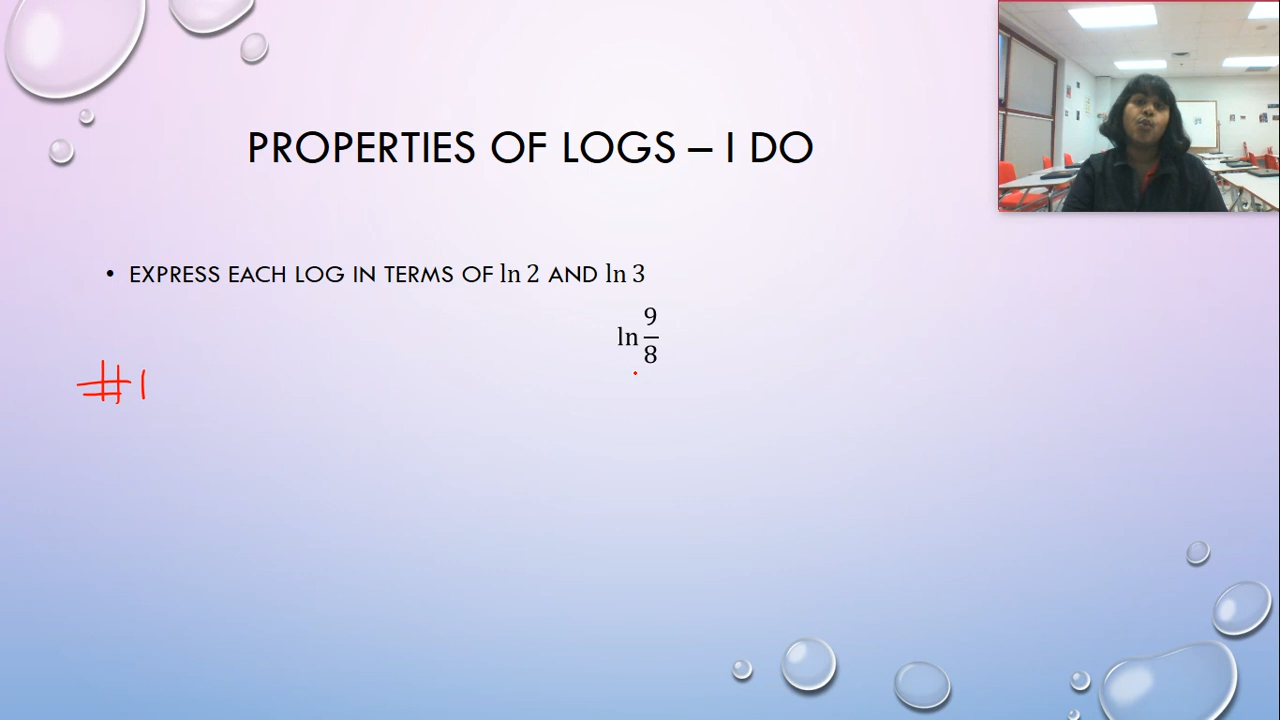 PROPERTIES OF LOGS – I DO
• EXPRESS EACH LOG IN TERMS OF ln 2 AND ln 3
ln 9/8
#1